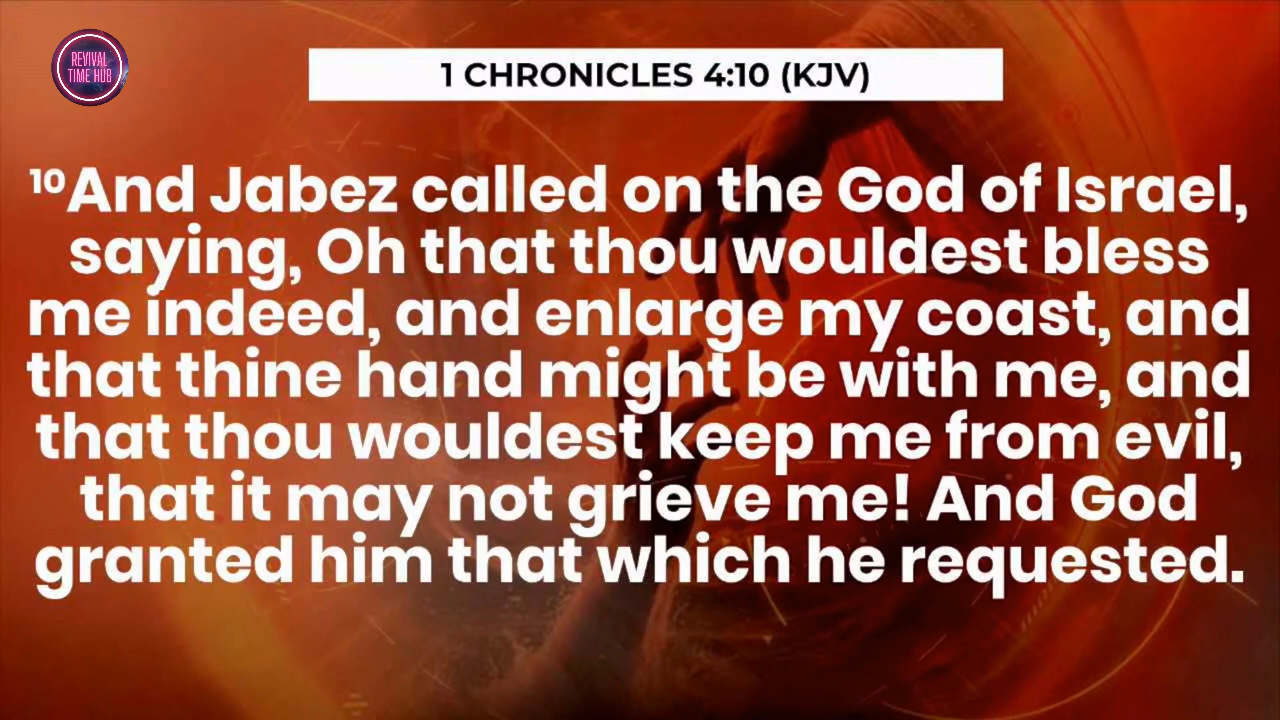 REVIVAL
TIME HUB
1 CHRONICLES 4:10 (KJV)
¹⁰And Jabez called on the God of Israel,
saying, Oh that thou wouldest bless
me indeed, and enlarge my coast, and
that thine hand might be with me, and
that thou wouldest keep me from evil,
that it may not grieve me! And God
granted him that which he requested.